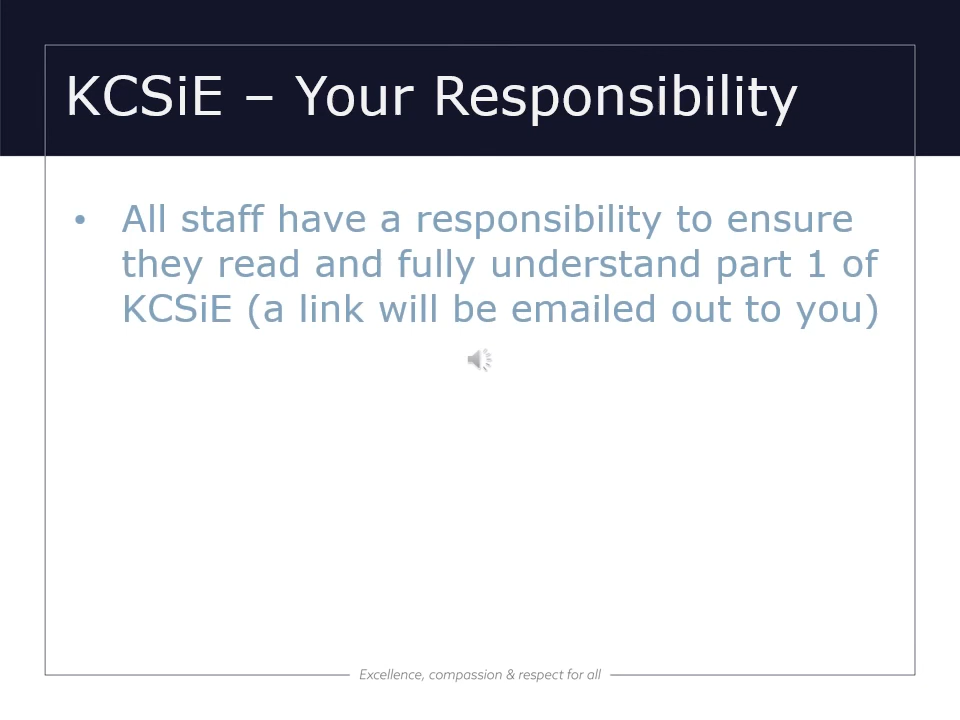 KCSiE – Your Responsibility
• All staff have a responsibility to ensure
they read and fully understand part 1 of
KCSiE (a link will be emailed out to you)
Excellence, compassion & respect for all